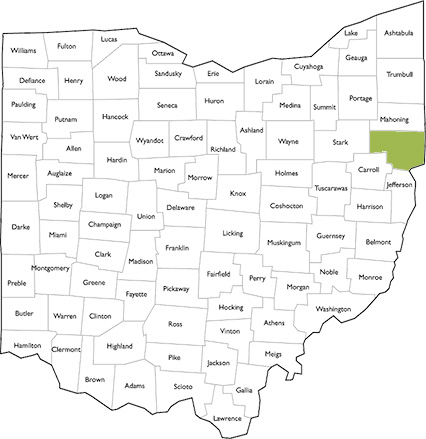 Williams
Fulton
Lucas
Ottawa
Lake
Ashtabula
Geauga
Cuyahoga
Defiance
Henry
Wood
Sandusky
Erie
Lorain
Trumbull
Paulding
Putnam
Hancock
Seneca
Huron
Medina
Summit
Portage
Mahoning
Van Wert
Allen
Wyandot
Crawford
Richland
Ashland
Wayne
Stark
Mercer
Auglaize
Hardin
Marion
Morrow
Holmes
Carroll
Jefferson
Tuscarawas
Shelby
Logan
Union
Delaware
Knox
Coshocton
Harrison
Darke
Miami
Champaign
Franklin
Licking
Muskingum
Guernsey
Belmont
Clark
Madison
Preble
Montgomery
Greene
Fayette
Pickaway
Fairfield
Perry
Morgan
Noble
Monroe
Butler
Warren
Clinton
Ross
Hocking
Athens
Washington
Hamilton
Clermont
Highland
Pike
Vinton
Jackson
Meigs
Brown
Adams
Scioto
Gallia
Lawrence